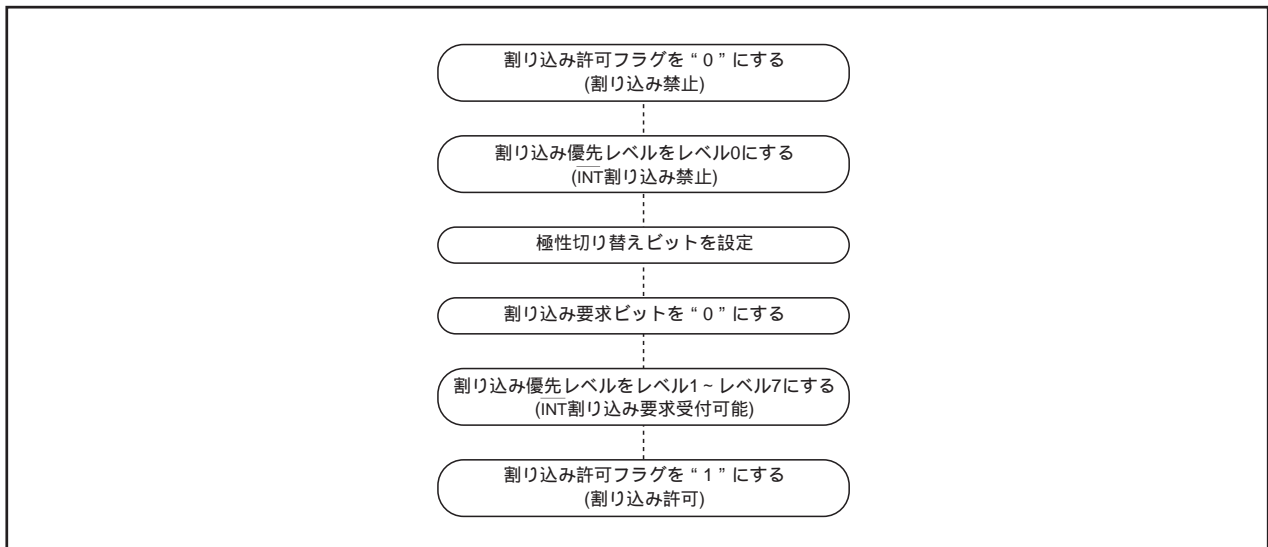 割り込み許可フラグを“0”にする
(割り込み禁止)
割り込み優先レベルをレベル0にする
(INT割り込み禁止)
極性切り替えビットを設定
割り込み要求ビットを“0”にする
割り込み優先レベルをレベル1~レベル7にする
(INT割り込み要求受付可能)
割り込み許可フラグを“1”にする
(割り込み許可)